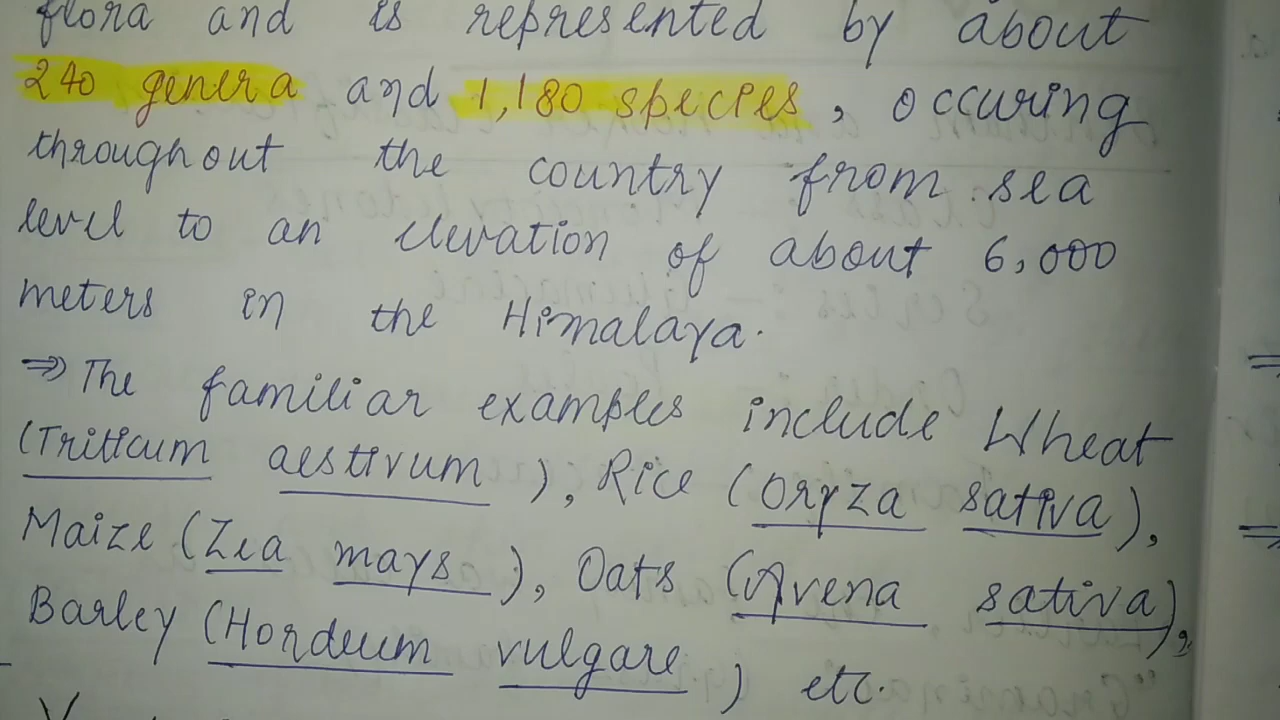 flora and is represented by about
240 genera and 1,180 species, occuring
throughout the country from sea
level to an elevation of about 6,000
meters in the Himalaya.
⇒ The familiar examples include Wheat
(Triticum aestivum), Rice (Oryza sativa),
Maize (Zea mays), Oats (Avena sativa),
Barley (Hordeum vulgare) etc.